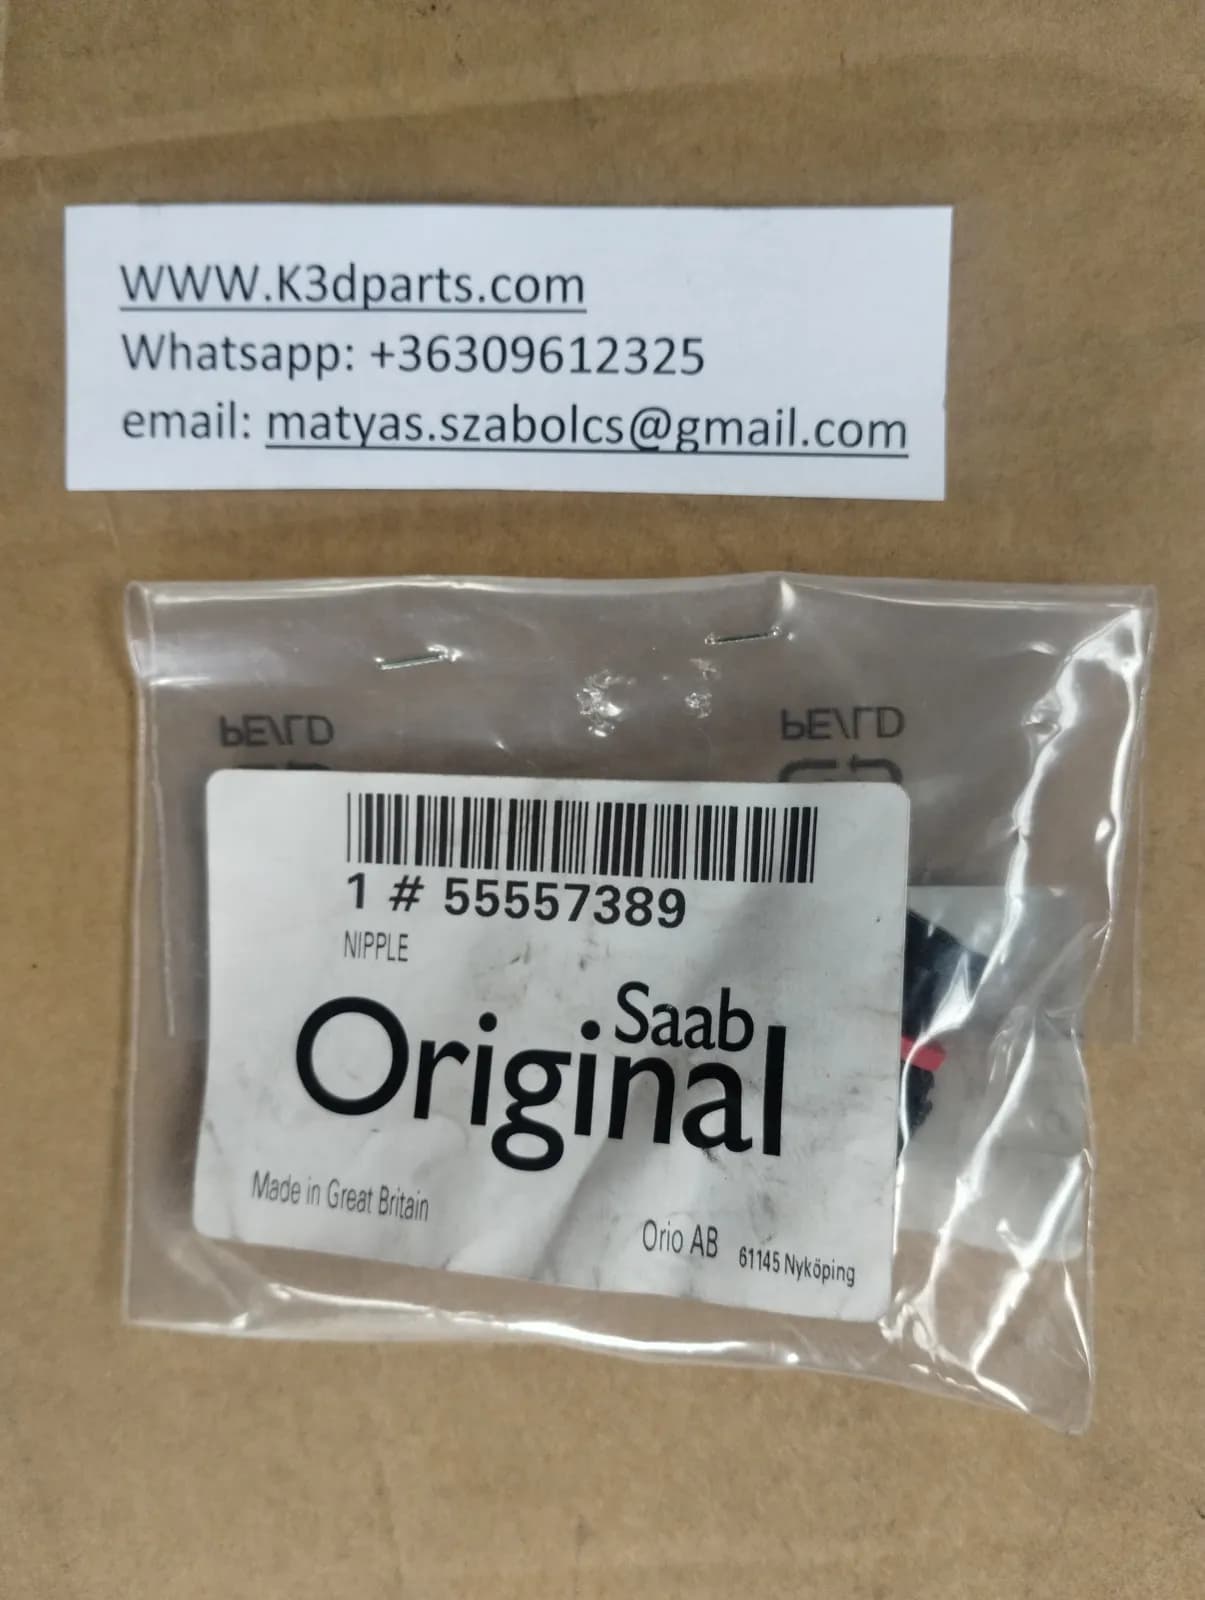 WWW.K3dparts.com
Whatsapp: +36309612325
email: matyas.szabolcs@gmail.com
PE\LD
PE\LD
1 # 55557389
NIPPLE
Saab
Original
Made in Great Britain
Orio AB 61145 Nyköping